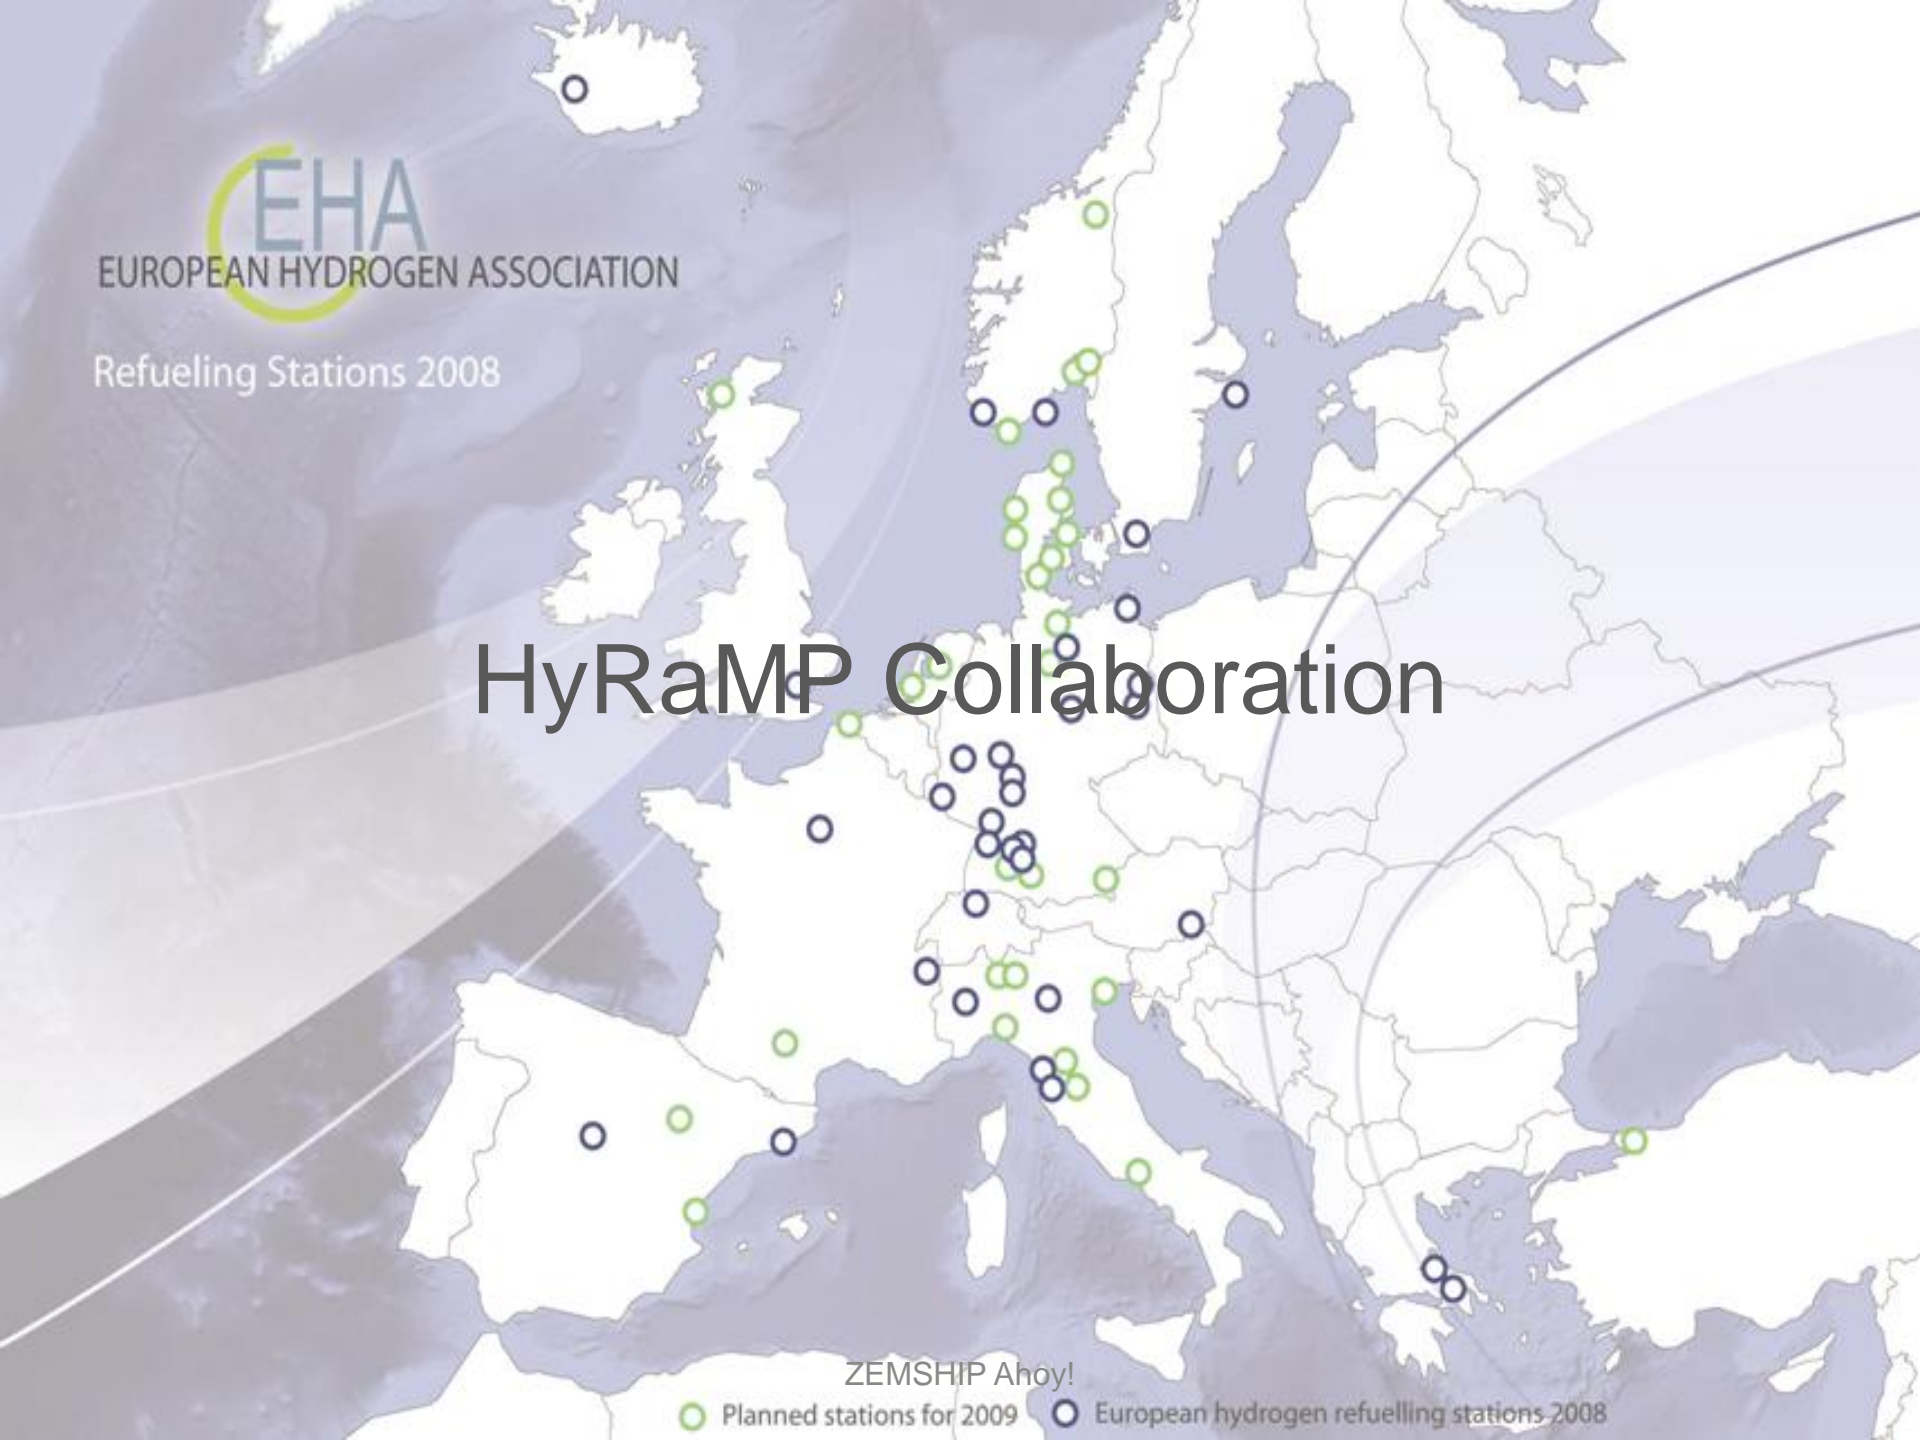 EHA
EUROPEAN HYDROGEN ASSOCIATION
Refueling Stations 2008
HyRaMP Collaboration
ZEMSHIP Ahoy!
Planned stations for 2009
European hydrogen refuelling stations 2008